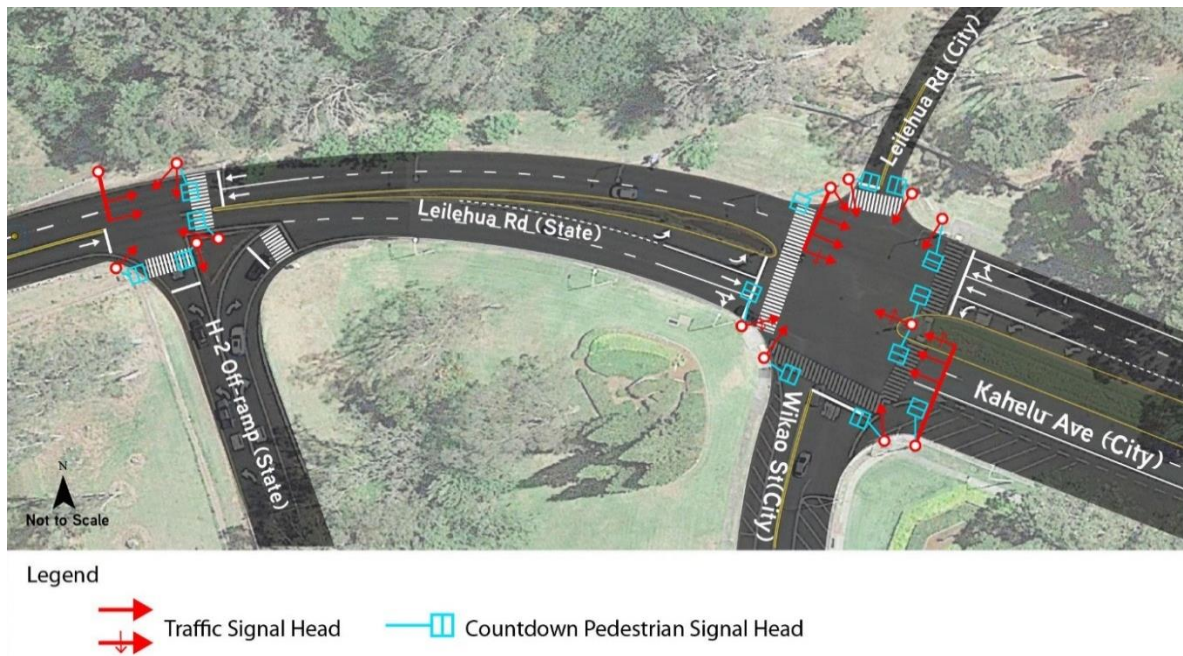 Leilehua Rd (City)
Leilehua Rd (State)
H-2 Off-ramp (State)
Wikao St(City)
Kahelu Ave (City)
N
Not to Scale
Legend
Traffic Signal Head
Countdown Pedestrian Signal Head